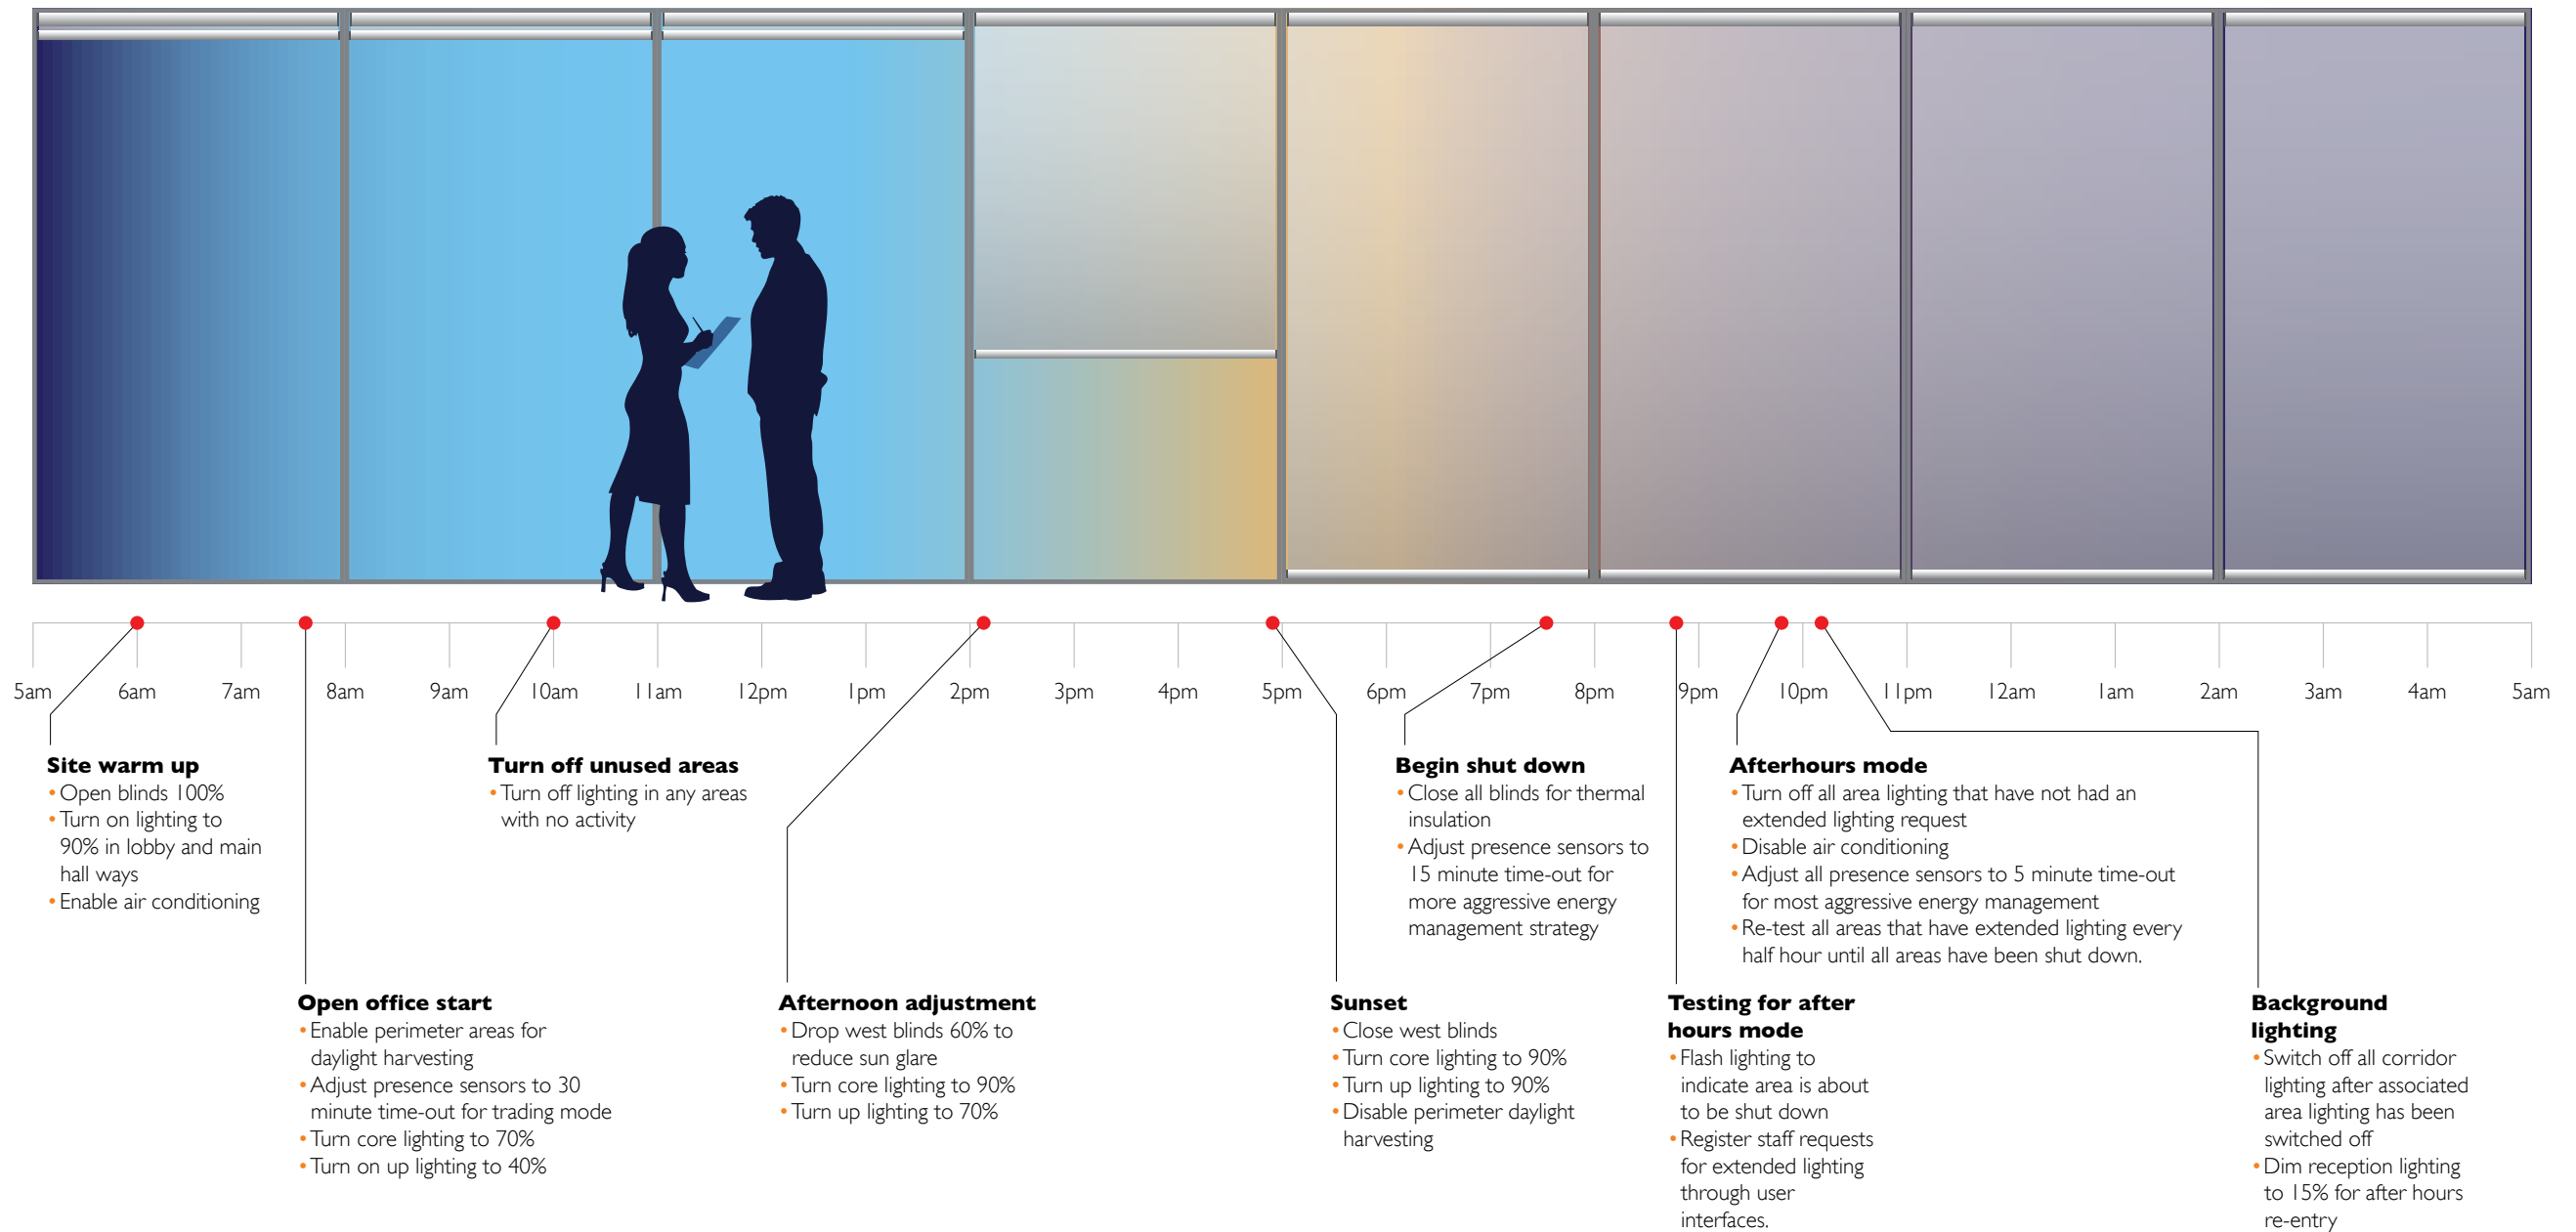 5am
6am
7am
8am
9am
10am
11am
12pm
1pm
2pm
3pm
4pm
5pm
6pm
7pm
8pm
9pm
10pm
11pm
12am
1am
2am
3am
4am
5am
Site warm up
• Open blinds 100%
• Turn on lighting to
90% in lobby and main
hall ways
• Enable air conditioning
Turn off unused areas
• Turn off lighting in any areas
with no activity
Begin shut down
• Close all blinds for thermal
insulation
• Adjust presence sensors to
15 minute time-out for
more aggressive energy
management strategy
Afterhours mode
• Turn off all area lighting that have not had an
extended lighting request
• Disable air conditioning
• Adjust all presence sensors to 5 minute time-out
for most aggressive energy management
• Re-test all areas that have extended lighting every
half hour until all areas have been shut down.
Open office start
• Enable perimeter areas for
daylight harvesting
• Adjust presence sensors to 30
minute time-out for trading mode
• Turn core lighting to 70%
• Turn on up lighting to 40%
Afternoon adjustment
• Drop west blinds 60% to
reduce sun glare
• Turn core lighting to 90%
• Turn up lighting to 70%
Sunset
• Close west blinds
• Turn core lighting to 90%
• Turn up lighting to 90%
• Disable perimeter daylight
harvesting
Testing for after
hours mode
• Flash lighting to
indicate area is about
to be shut down
• Register staff requests
for extended lighting
through user
interfaces.
Background
lighting
• Switch off all corridor
lighting after associated
area lighting has been
switched off
• Dim reception lighting
to 15% for after hours
re-entry